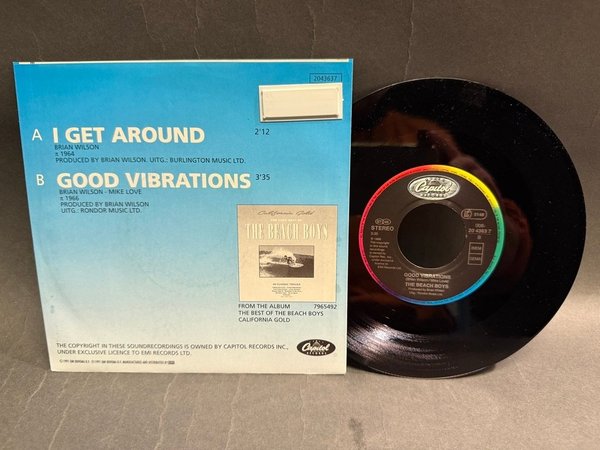 2043637
A I GET AROUND 2'12
BRIAN WILSON
± 1964
PRODUCED BY BRIAN WILSON. UITG.: BURLINGTON MUSIC LTD.
B GOOD VIBRATIONS 3'35
BRIAN WILSON - MIKE LOVE
± 1966
PRODUCED BY BRIAN WILSON
UITG.: RONDOR MUSIC LTD.
California Gold
THE BEACH BOYS
FROM THE ALBUM 7965492
THE BEST OF THE BEACH BOYS
CALIFORNIA GOLD
THE COPYRIGHT IN THESE SOUNDRECORDINGS IS OWNED BY CAPITOL RECORDS INC.,
UNDER EXCLUSIVE LICENCE TO EMI RECORDS LTD.
Capitol
Capitol
STEREO
20 4363 7
B
GOOD VIBRATIONS
THE BEACH BOYS